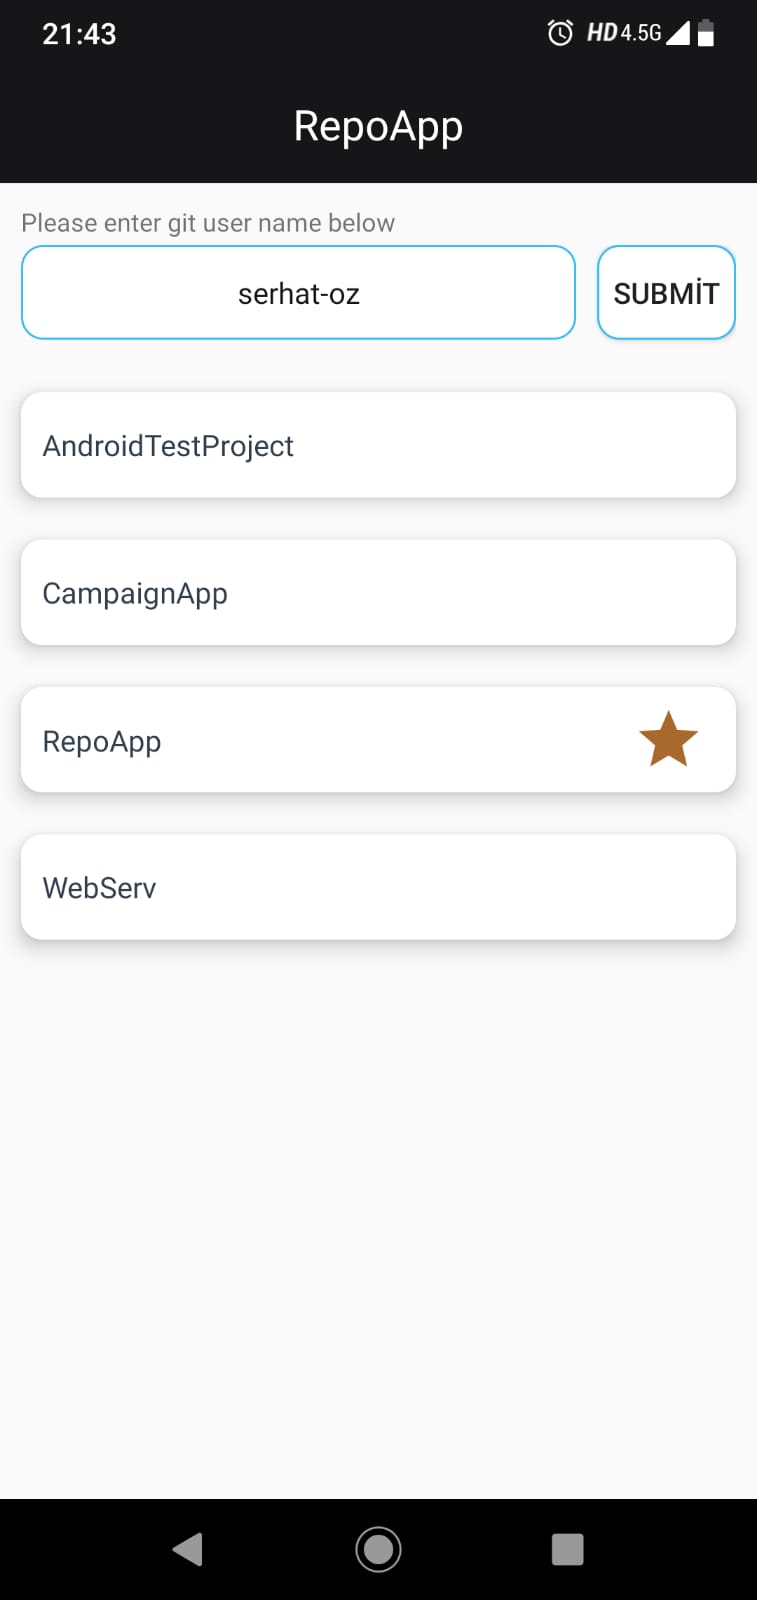 21:43 HD 4.5G
RepoApp
Please enter git user name below
serhat-oz SUBMİT
AndroidTestProject
CampaignApp
RepoApp
WebServ